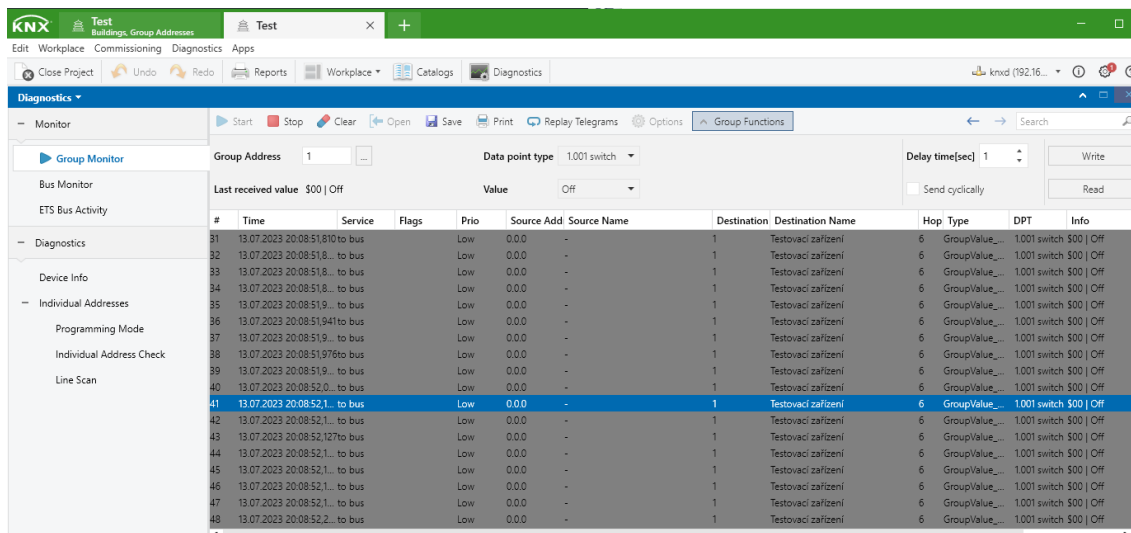 KNX Test Buildings, Group Addresses Test × +
Edit Workplace Commissioning Diagnostics Apps
Close Project Undo Redo Reports Workplace Catalogs Diagnostics knxd (192.16...
Diagnostics
Monitor
Group Monitor
Bus Monitor
ETS Bus Activity
Diagnostics
Device Info
Individual Addresses
Programming Mode
Individual Address Check
Line Scan
Start Stop Clear Open Save Print Replay Telegrams Options Group Functions Search
Group Address 1 ... Data point type 1.001 switch Delay time[sec] 1 Write
Last received value $00 | Off Value Off Send cyclically Read
# Time Service Flags Prio Source Add Source Name Destination Destination Name Hop Type DPT Info
31 13.07.2023 20:08:51,810 to bus Low 0.0.0 - 1 Testovací zařízení 6 GroupValue_... 1.001 switch $00 | Off
32 13.07.2023 20:08:51,8... to bus Low 0.0.0 - 1 Testovací zařízení 6 GroupValue_... 1.001 switch $00 | Off
33 13.07.2023 20:08:51,8... to bus Low 0.0.0 - 1 Testovací zařízení 6 GroupValue_... 1.001 switch $00 | Off
34 13.07.2023 20:08:51,8... to bus Low 0.0.0 - 1 Testovací zařízení 6 GroupValue_... 1.001 switch $00 | Off
35 13.07.2023 20:08:51,9... to bus Low 0.0.0 - 1 Testovací zařízení 6 GroupValue_... 1.001 switch $00 | Off
36 13.07.2023 20:08:51,941 to bus Low 0.0.0 - 1 Testovací zařízení 6 GroupValue_... 1.001 switch $00 | Off
37 13.07.2023 20:08:51,9... to bus Low 0.0.0 - 1 Testovací zařízení 6 GroupValue_... 1.001 switch $00 | Off
38 13.07.2023 20:08:51,976 to bus Low 0.0.0 - 1 Testovací zařízení 6 GroupValue_... 1.001 switch $00 | Off
39 13.07.2023 20:08:51,9... to bus Low 0.0.0 - 1 Testovací zařízení 6 GroupValue_... 1.001 switch $00 | Off
40 13.07.2023 20:08:52,0... to bus Low 0.0.0 - 1 Testovací zařízení 6 GroupValue_... 1.001 switch $00 | Off
41 13.07.2023 20:08:52,1... to bus Low 0.0.0 - 1 Testovací zařízení 6 GroupValue_... 1.001 switch $00 | Off
42 13.07.2023 20:08:52,1... to bus Low 0.0.0 - 1 Testovací zařízení 6 GroupValue_... 1.001 switch $00 | Off
43 13.07.2023 20:08:52,127 to bus Low 0.0.0 - 1 Testovací zařízení 6 GroupValue_... 1.001 switch $00 | Off
44 13.07.2023 20:08:52,1... to bus Low 0.0.0 - 1 Testovací zařízení 6 GroupValue_... 1.001 switch $00 | Off
45 13.07.2023 20:08:52,1... to bus Low 0.0.0 - 1 Testovací zařízení 6 GroupValue_... 1.001 switch $00 | Off
46 13.07.2023 20:08:52,1... to bus Low 0.0.0 - 1 Testovací zařízení 6 GroupValue_... 1.001 switch $00 | Off
47 13.07.2023 20:08:52,1... to bus Low 0.0.0 - 1 Testovací zařízení 6 GroupValue_... 1.001 switch $00 | Off
48 13.07.2023 20:08:52,2... to bus Low 0.0.0 - 1 Testovací zařízení 6 GroupValue_... 1.001 switch $00 | Off